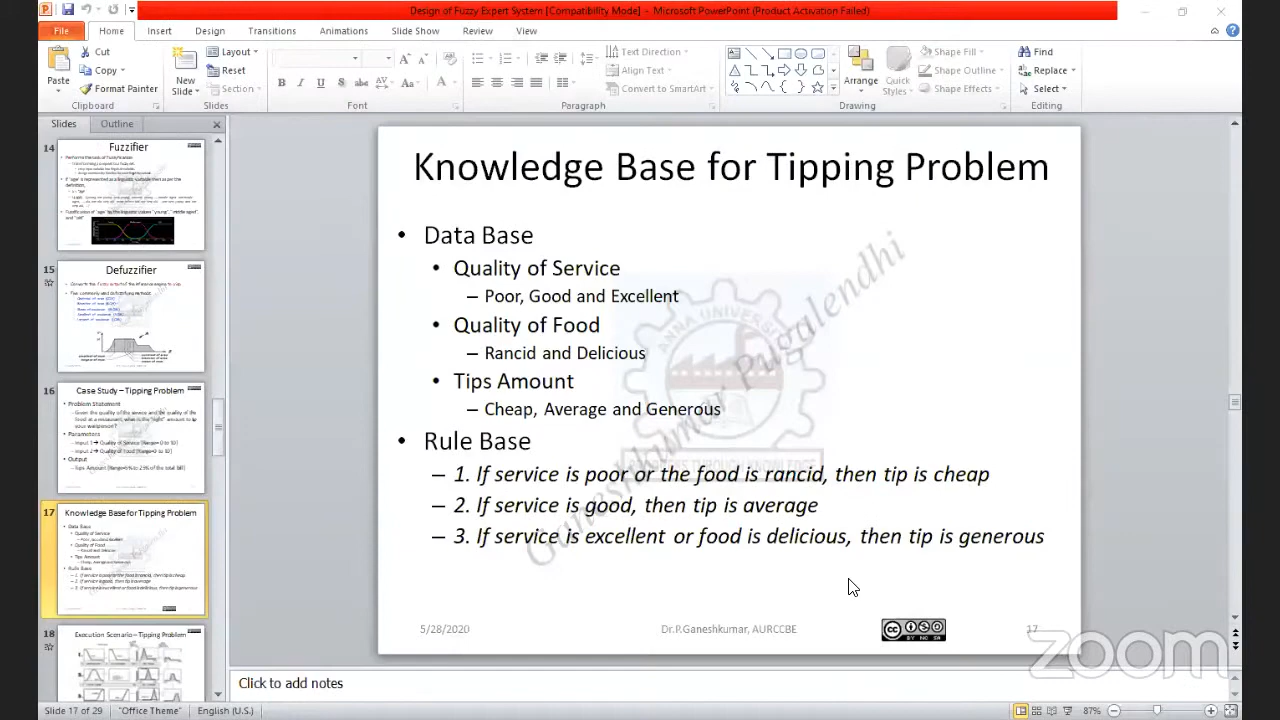 Design of Fuzzy Expert System [Compatibility Mode] - Microsoft PowerPoint (Product Activation Failed)
File Home Insert Design Transitions Animations Slide Show Review View
Cut Layout Text Direction Shape Fill Find
Copy Reset Align Text Shape Outline Replace
Paste Format Painter New Slide Section Convert to SmartArt Arrange Quick Styles Shape Effects Select
Clipboard Slides Font Paragraph Drawing Editing
Slides Outline
14 Fuzzifier
15 Defuzzifier
16 Case Study – Tipping Problem
Problem Statement
Parameters
Output
17 Knowledge Base for Tipping Problem
18 Execution Scenario – Tipping Problem
Knowledge Base for Tipping Problem
• Data Base
• Quality of Service
– Poor, Good and Excellent
• Quality of Food
– Rancid and Delicious
• Tips Amount
– Cheap, Average and Generous
• Rule Base
– 1. If service is poor or the food is rancid, then tip is cheap
– 2. If service is good, then tip is average
– 3. If service is excellent or food is delicious, then tip is generous
5/28/2020 Dr.P.Ganeshkumar, AURCCBE 17
CC BY NC SA
zoom
Click to add notes
Slide 17 of 29 "Office Theme" English (U.S.) 87%